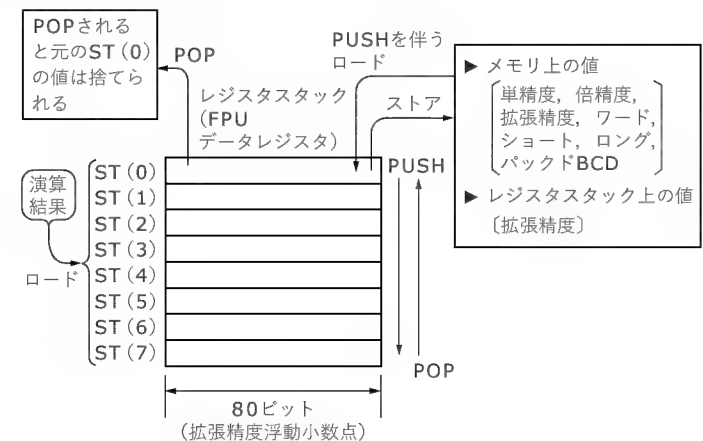 POPされる
と元のST(0)
の値は捨てら
れる
POP
PUSHを伴う
ロード
レジスタスタック
(FPU
データレジスタ)
ストア
▶ メモリ上の値
単精度，倍精度，
拡張精度，ワード，
ショート，ロング，
パックドBCD
▶ レジスタスタック上の値
〔拡張精度〕
演算
結果
ロード
ST(0)
ST(1)
ST(2)
ST(3)
ST(4)
ST(5)
ST(6)
ST(7)
PUSH
POP
80ビット
(拡張精度浮動小数点)